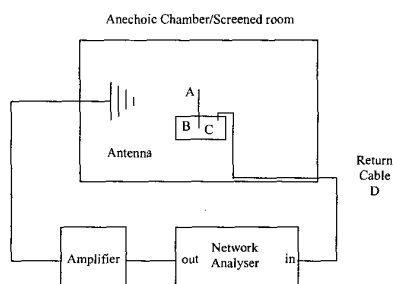 Anechoic Chamber/Screened room
A
B C
Antenna
Return
Cable
D
Amplifier
out Network in
Analyser